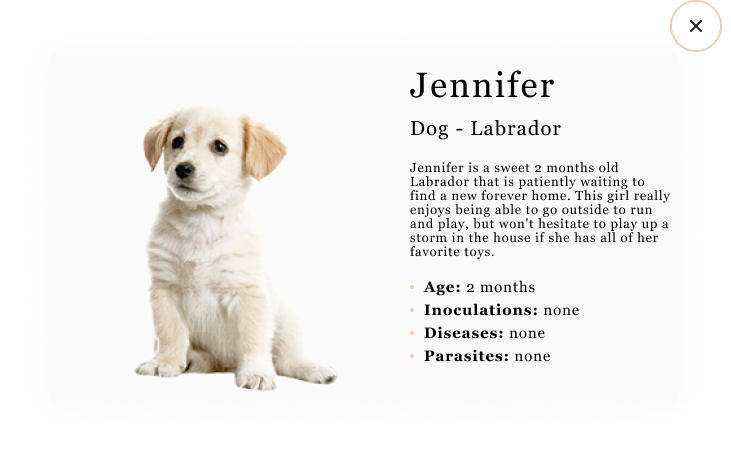 Jennifer
Dog - Labrador
Jennifer is a sweet 2 months old
Labrador that is patiently waiting to
find a new forever home. This girl really
enjoys being able to go outside to run
and play, but won't hesitate to play up a
storm in the house if she has all of her
favorite toys.
Age: 2 months
Inoculations: none
Diseases: none
Parasites: none